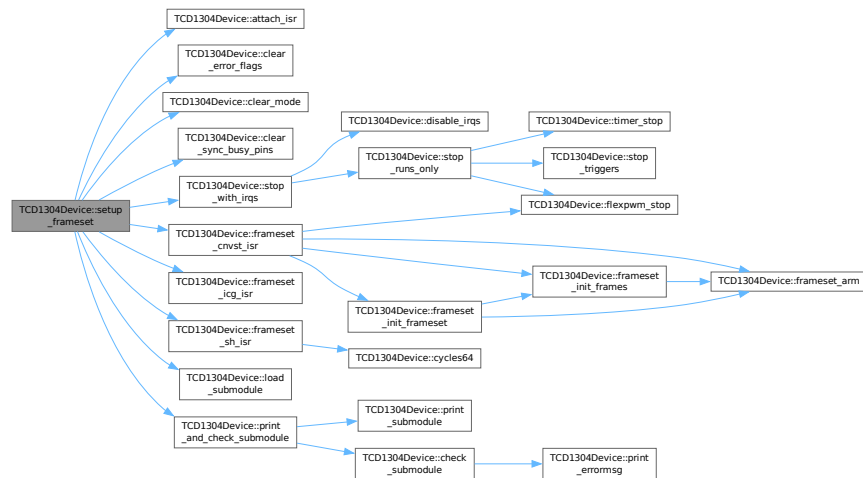 TCD1304Device::setup
_frameset
TCD1304Device::attach_isr
TCD1304Device::clear
_error_flags
TCD1304Device::clear_mode
TCD1304Device::clear
_sync_busy_pins
TCD1304Device::stop
_with_irqs
TCD1304Device::frameset
_cnvst_isr
TCD1304Device::frameset
_icg_isr
TCD1304Device::frameset
_sh_isr
TCD1304Device::load
_submodule
TCD1304Device::print
_and_check_submodule
TCD1304Device::disable_irqs
TCD1304Device::stop
_runs_only
TCD1304Device::frameset
_init_frameset
TCD1304Device::cycles64
TCD1304Device::print
_submodule
TCD1304Device::check
_submodule
TCD1304Device::timer_stop
TCD1304Device::stop
_triggers
TCD1304Device::flexpwm_stop
TCD1304Device::frameset
_init_frames
TCD1304Device::print
_errormsg
TCD1304Device::frameset_arm